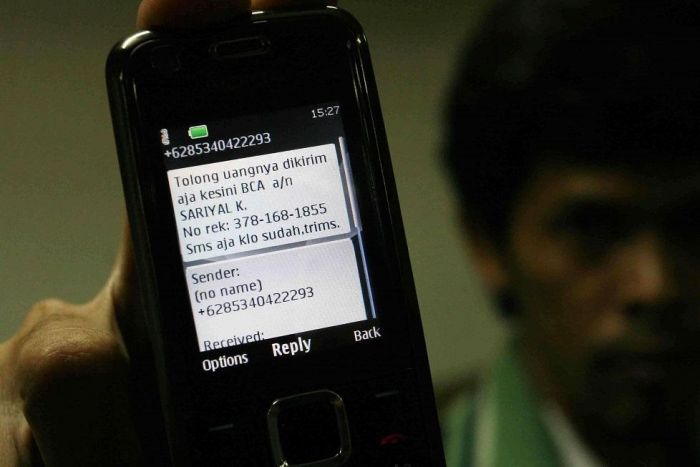 15:27
+6285340422293
Tolong uangnya dikirim
aja kesini BCA a/n
SARIYAL K.
No rek: 378-168-1855
Sms aja klo sudah,trims.
Sender:
(no name)
+6285340422293
Received:
Options Reply Back